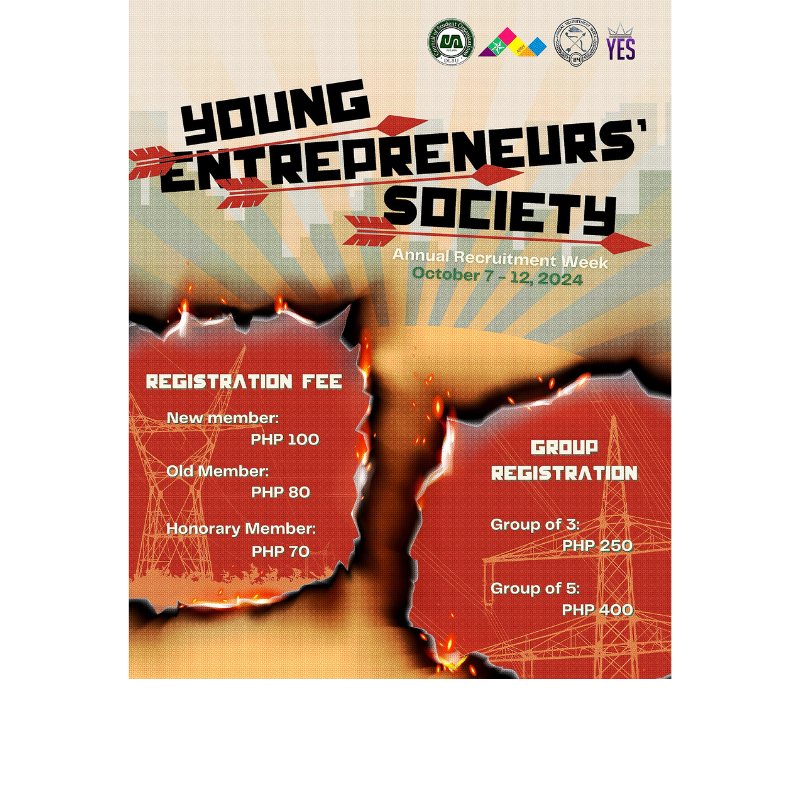 YES
YOUNG
ENTREPRENEURS'
SOCIETY
Annual Recruitment Week
October 7 - 12, 2024
REGISTRATION FEE
New member:
PHP 100
Old Member:
PHP 80
Honorary Member:
PHP 70
GROUP
REGISTRATION
Group of 3:
PHP 250
Group of 5:
PHP 400